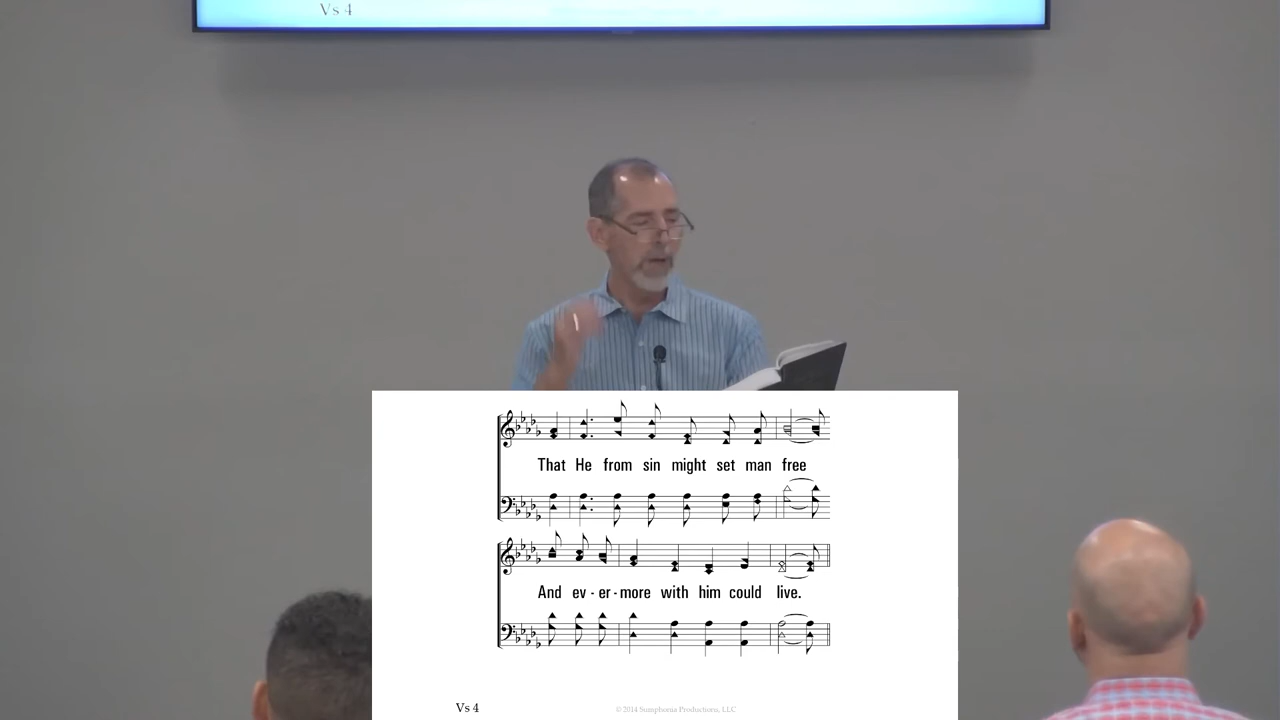 Vs 4
That He from sin might set man free
And ev - er - more with him could live.
Vs 4
© 2014 Sumphonia Productions, LLC